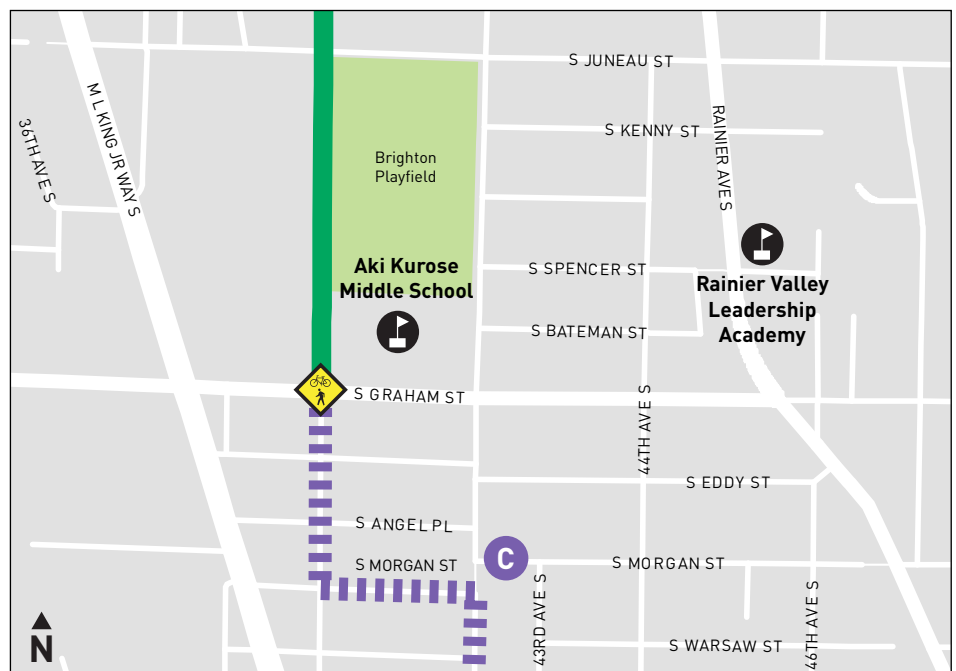 S JUNEAU ST
M L KING JR WAY S
36TH AVE S
RAINIER AVE S
S KENNY ST
Brighton
Playfield
Aki Kurose
Middle School
S SPENCER ST
Rainier Valley
Leadership
Academy
S BATEMAN ST
S GRAHAM ST
44TH AVE S
S EDDY ST
S ANGEL PL
C
S MORGAN ST
S MORGAN ST
43RD AVE S
46TH AVE S
S WARSAW ST
N